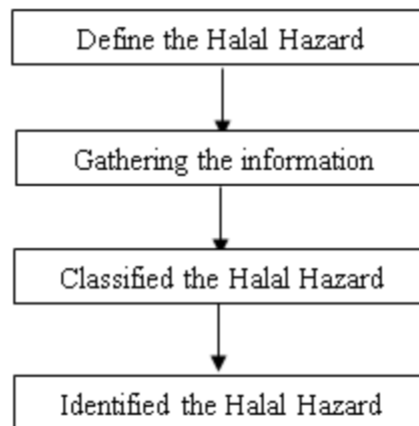 Define the Halal Hazard
Gathering the information
Classified the Halal Hazard
Identified the Halal Hazard